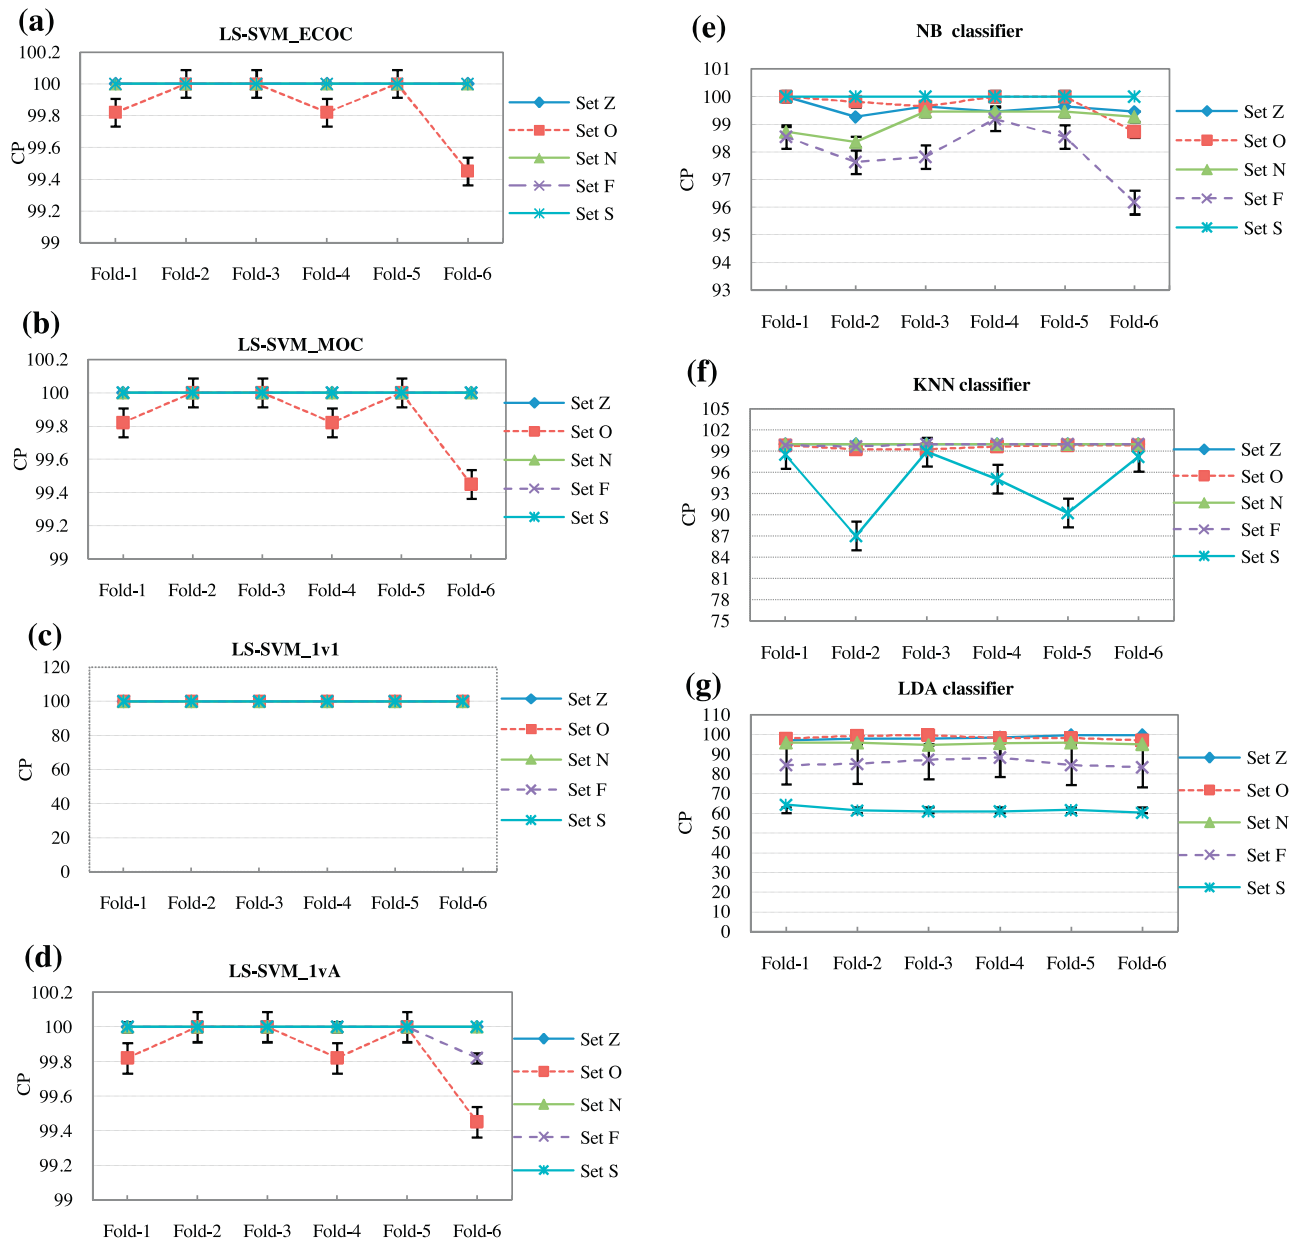 (a)
LS-SVM_ECOC
100.2
100
99.8
99.6
99.4
99.2
99
CP
Fold-1 Fold-2 Fold-3 Fold-4 Fold-5 Fold-6
Set Z
Set O
Set N
Set F
Set S
(b)
LS-SVM_MOC
100.2
100
99.8
99.6
99.4
99.2
99
CP
Fold-1 Fold-2 Fold-3 Fold-4 Fold-5 Fold-6
Set Z
Set O
Set N
Set F
Set S
(c)
LS-SVM_1v1
120
100
80
60
40
20
0
CP
Fold-1 Fold-2 Fold-3 Fold-4 Fold-5 Fold-6
Set Z
Set O
Set N
Set F
Set S
(d)
LS-SVM_1vA
100.2
100
99.8
99.6
99.4
99.2
99
CP
Fold-1 Fold-2 Fold-3 Fold-4 Fold-5 Fold-6
Set Z
Set O
Set N
Set F
Set S
(e)
NB classifier
101
100
99
98
97
96
95
94
93
CP
Fold-1 Fold-2 Fold-3 Fold-4 Fold-5 Fold-6
Set Z
Set O
Set N
Set F
Set S
(f)
KNN classifier
105
102
99
96
93
90
87
84
81
78
75
CP
Fold-1 Fold-2 Fold-3 Fold-4 Fold-5 Fold-6
Set Z
Set O
Set N
Set F
Set S
(g)
LDA classifier
110
100
90
80
70
60
50
40
30
20
10
0
CP
Fold-1 Fold-2 Fold-3 Fold-4 Fold-5 Fold-6
Set Z
Set O
Set N
Set F
Set S